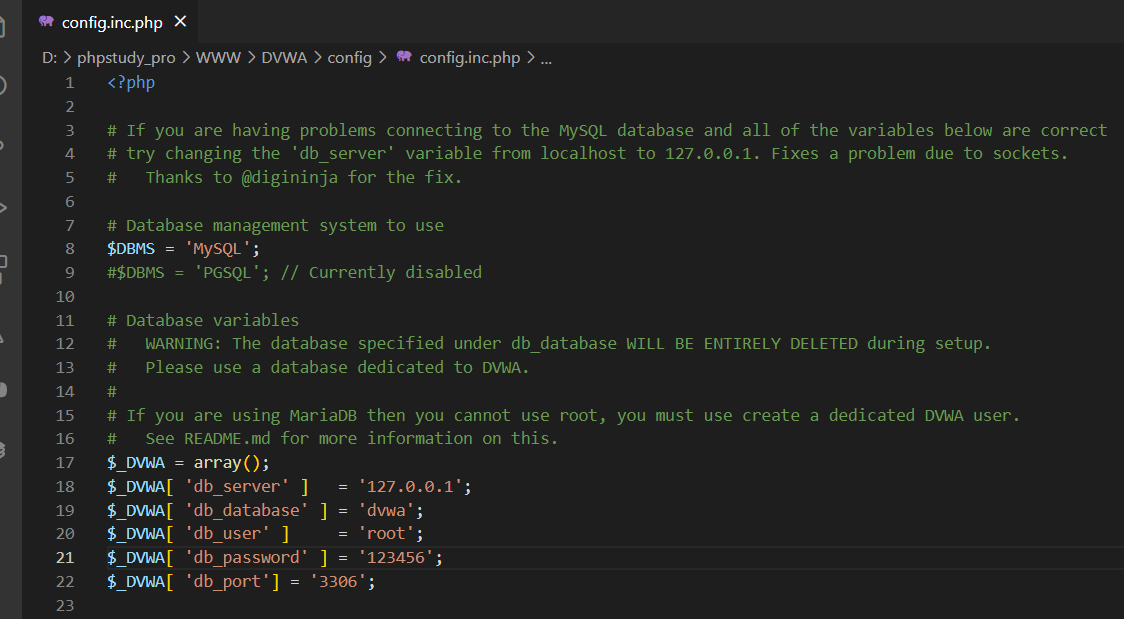 config.inc.php ×
D: > phpstudy_pro > WWW > DVWA > config > config.inc.php > ...
1 <?php
2
3 # If you are having problems connecting to the MySQL database and all of the variables below are correct
4 # try changing the 'db_server' variable from localhost to 127.0.0.1. Fixes a problem due to sockets.
5 #   Thanks to @digininja for the fix.
6
7 # Database management system to use
8 $DBMS = 'MySQL';
9 #$DBMS = 'PGSQL'; // Currently disabled
10
11 # Database variables
12 #   WARNING: The database specified under db_database WILL BE ENTIRELY DELETED during setup.
13 #   Please use a database dedicated to DVWA.
14 #
15 # If you are using MariaDB then you cannot use root, you must use create a dedicated DVWA user.
16 #   See README.md for more information on this.
17 $_DVWA = array();
18 $_DVWA[ 'db_server' ]   = '127.0.0.1';
19 $_DVWA[ 'db_database' ] = 'dvwa';
20 $_DVWA[ 'db_user' ]     = 'root';
21 $_DVWA[ 'db_password' ] = '123456';
22 $_DVWA[ 'db_port'] = '3306';
23